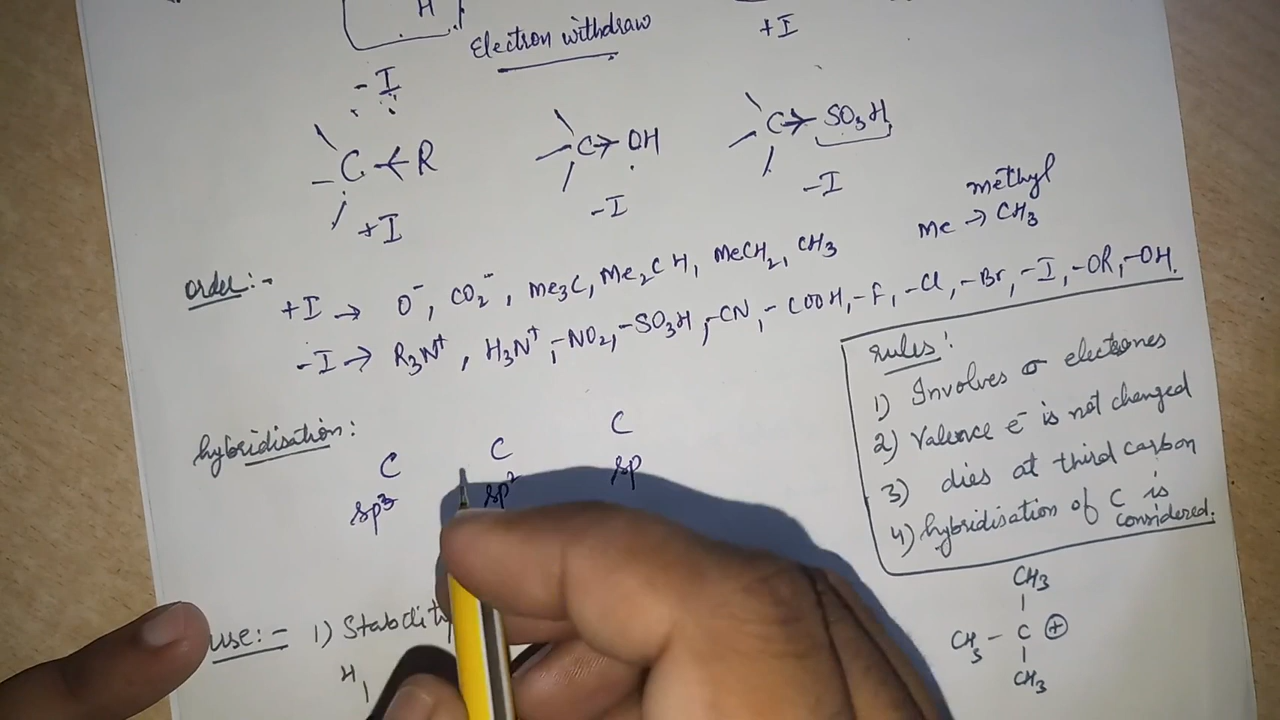 H
Electron withdraw
+I
-I
C R
+I
C → OH
-I
C → SO₃H
-I
methyl
Me → CH₃
order:-
+I → O⁻, CO₂⁻, Me₃C, Me₂CH, MeCH₂, CH₃
-I → R₃N⁺, H₃N⁺, -NO₂, -SO₃H, -CN, -COOH, -F, -Cl, -Br, -I, -OR, -OH.
rules:
1) Involves σ electrones
2) Valence e⁻ is not changed
3) dies at third carbon
4) hybridisation of C is
considered.
hybridisation:
C C C
sp³ sp² sp
use:- 1) Stability
H
CH₃
CH₃ - C ⊕
CH₃